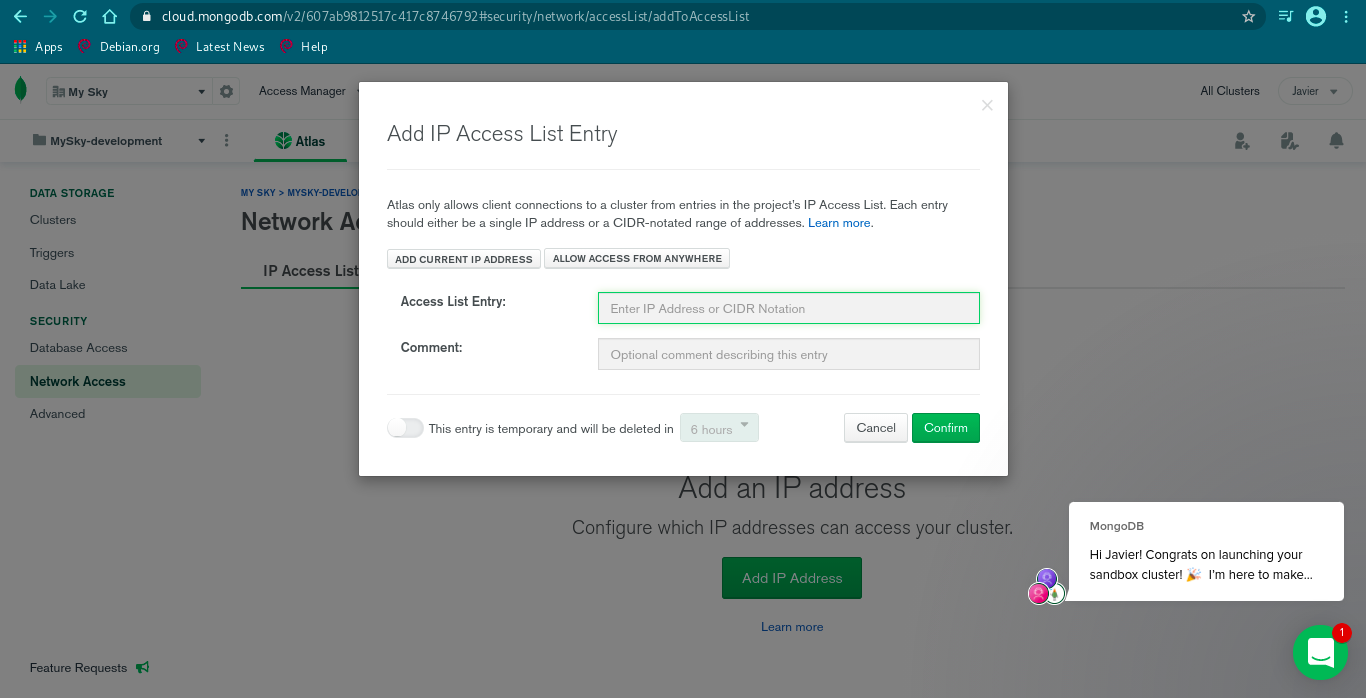 cloud.mongodb.com/v2/607ab9812517c417c8746792#security/network/accessList/addToAccessList
Apps Debian.org Latest News Help
My Sky Access Manager All Clusters Javier
MySky-development Atlas
DATA STORAGE
Clusters
Triggers
Data Lake
SECURITY
Database Access
Network Access
Advanced
Feature Requests
MY SKY > MYSKY-DEVELO
Network A
IP Access List
Add IP Access List Entry
Atlas only allows client connections to a cluster from entries in the project's IP Access List. Each entry
should either be a single IP address or a CIDR-notated range of addresses. Learn more.
ADD CURRENT IP ADDRESS ALLOW ACCESS FROM ANYWHERE
Access List Entry: Enter IP Address or CIDR Notation
Comment: Optional comment describing this entry
This entry is temporary and will be deleted in 6 hours Cancel Confirm
Add an IP address
Configure which IP addresses can access your cluster.
Add IP Address
Learn more
MongoDB
Hi Javier! Congrats on launching your
sandbox cluster! 🎉 I'm here to make...
1